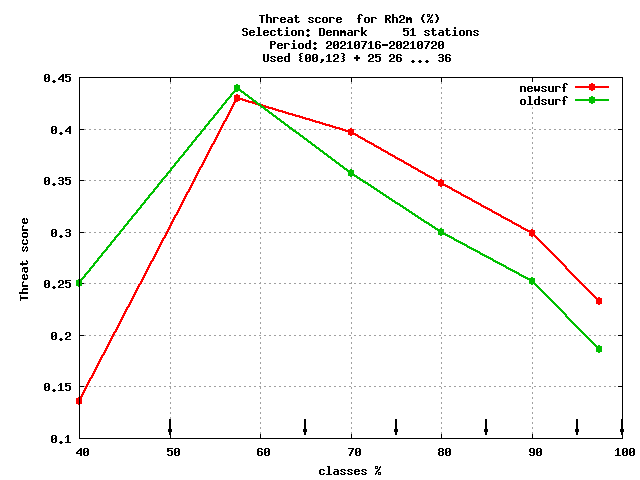 Threat score  for Rh2m (%)
Selection: Denmark     51 stations
Period: 20210716-20210720
Used {00,12} + 25 26 ... 36
newsurf
oldsurf
0.45
0.4
0.35
0.3
0.25
0.2
0.15
0.1
Threat score
40 50 60 70 80 90 100
classes %